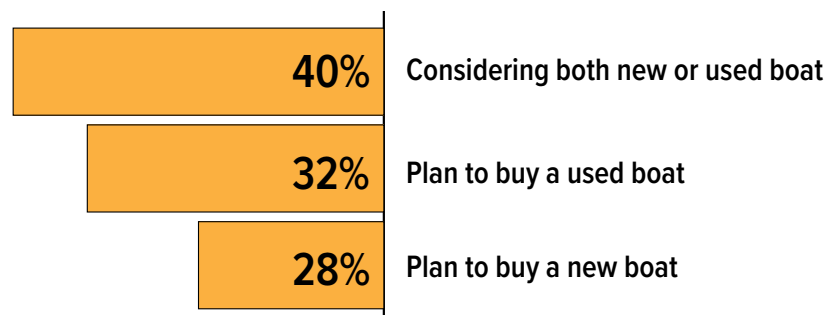 40% Considering both new or used boat
32% Plan to buy a used boat
28% Plan to buy a new boat